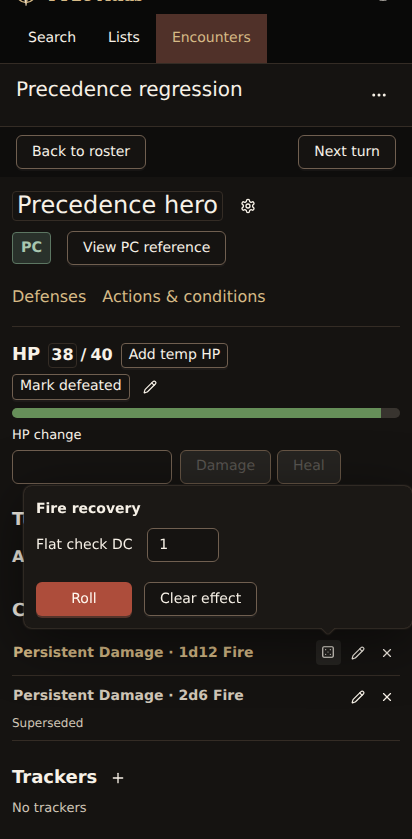 Search Lists Encounters
Precedence regression
...
Back to roster Next turn
Precedence hero
PC View PC reference
Defenses Actions & conditions
HP 38 / 40 Add temp HP
Mark defeated
HP change
Damage Heal
Fire recovery
Flat check DC 1
Roll Clear effect
Persistent Damage · 1d12 Fire
Persistent Damage · 2d6 Fire
Superseded
Trackers +
No trackers